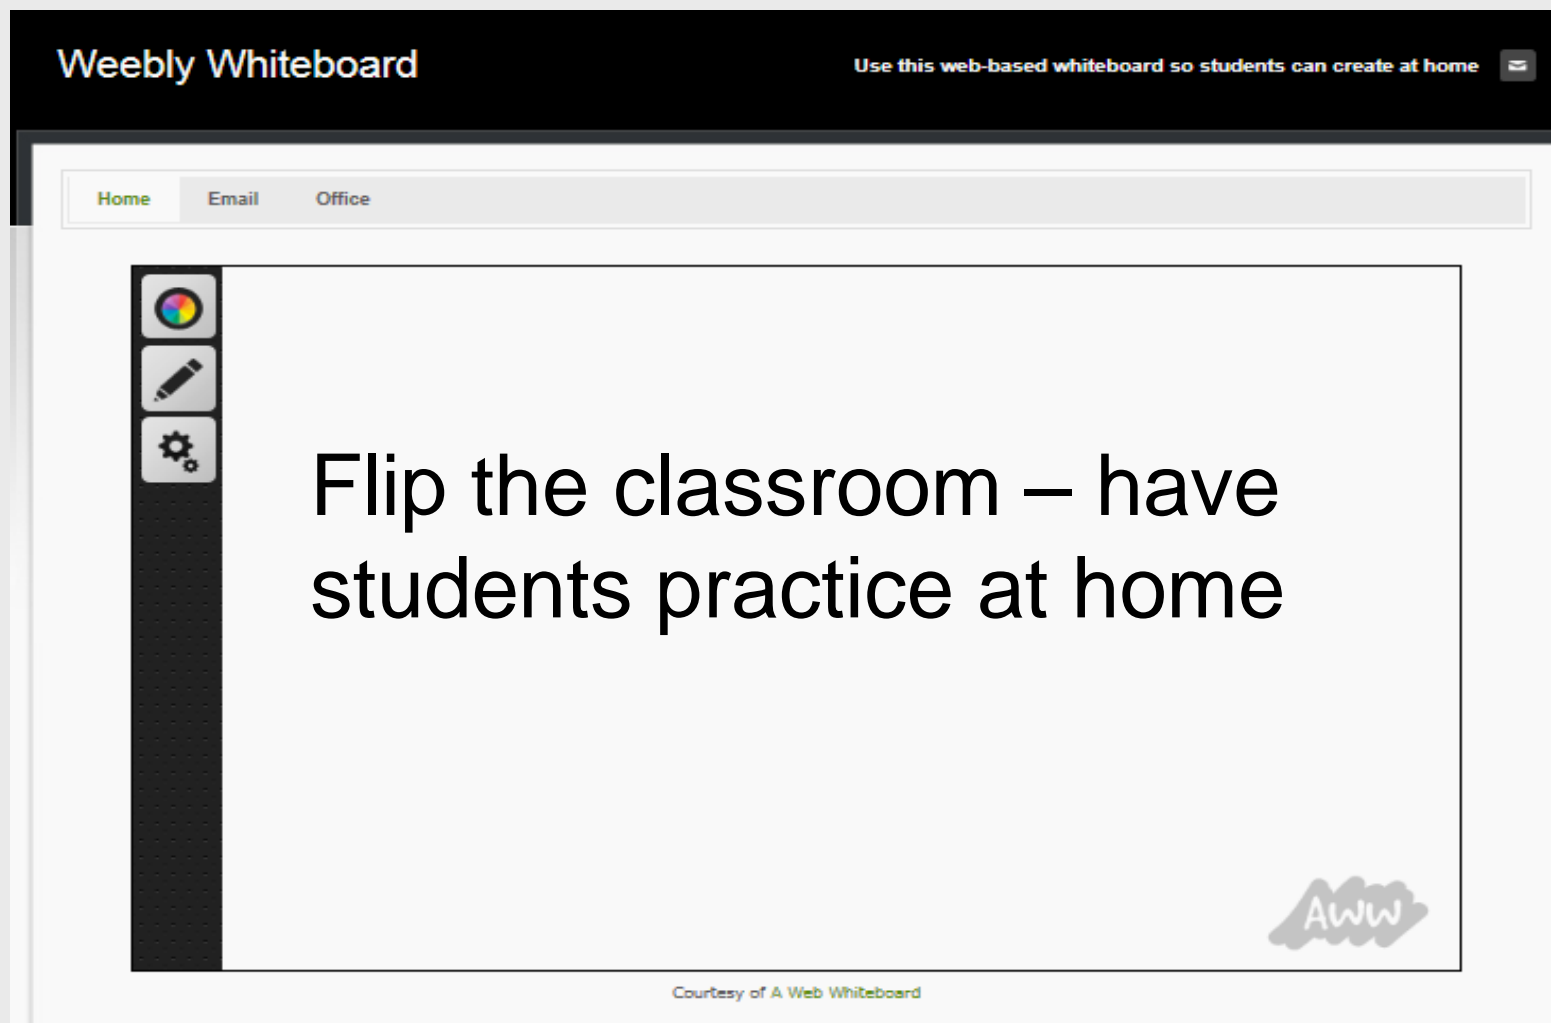 Weebly Whiteboard
Use this web-based whiteboard so students can create at home
Home Email Office
Flip the classroom – have
students practice at home
AWW
Courtesy of A Web Whiteboard